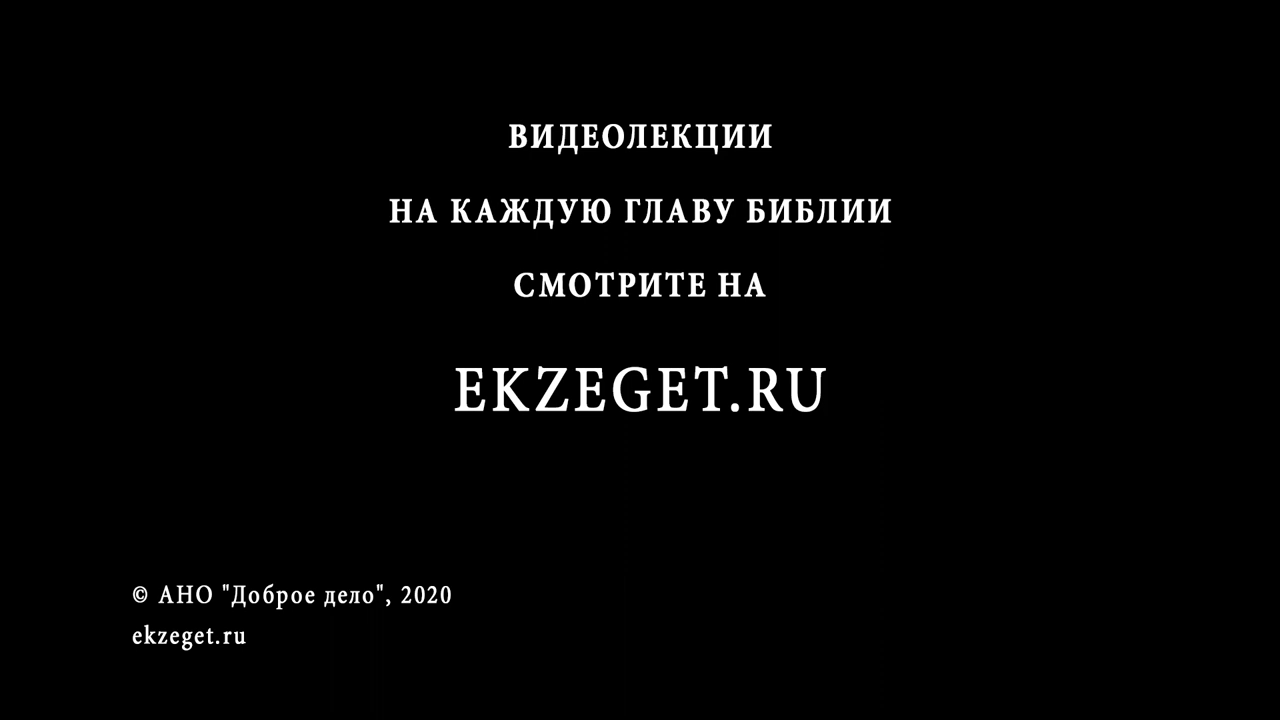 ВИДЕОЛЕКЦИИ
НА КАЖДУЮ ГЛАВУ БИБЛИИ
СМОТРИТЕ НА
EKZEGET.RU
© АНО "Доброе дело", 2020
ekzeget.ru